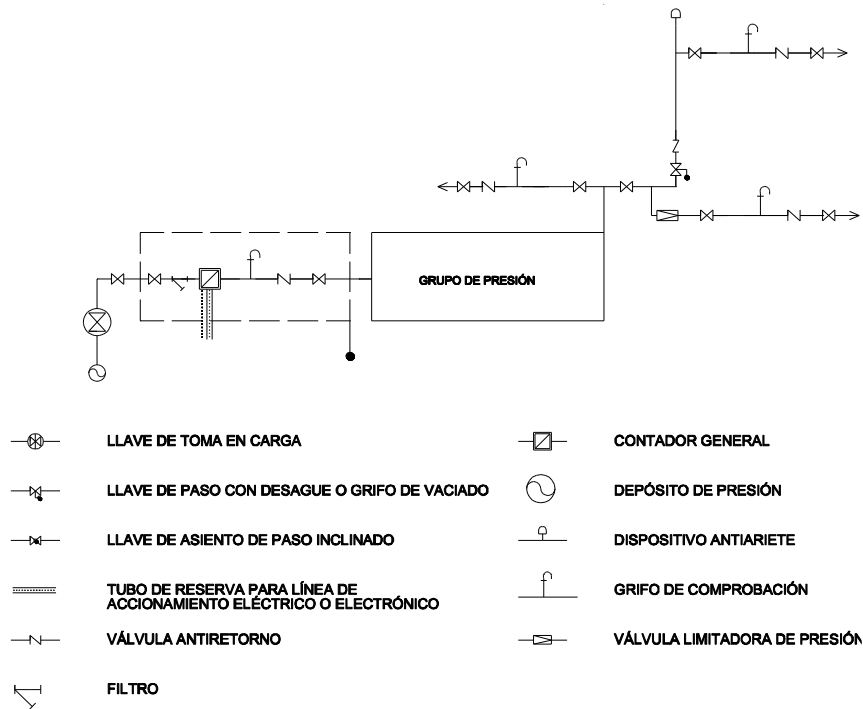 GRUPO DE PRESIÓN
LLAVE DE TOMA EN CARGA
LLAVE DE PASO CON DESAGUE O GRIFO DE VACIADO
LLAVE DE ASIENTO DE PASO INCLINADO
TUBO DE RESERVA PARA LÍNEA DE
ACCIONAMIENTO ELÉCTRICO O ELECTRÓNICO
VÁLVULA ANTIRETORNO
FILTRO
CONTADOR GENERAL
DEPÓSITO DE PRESIÓN
DISPOSITIVO ANTIARIETE
GRIFO DE COMPROBACIÓN
VÁLVULA LIMITADORA DE PRESIÓN